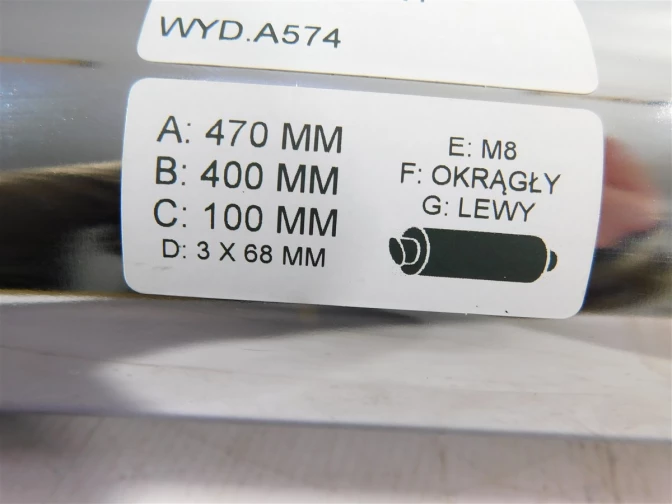 WYD.A574
A: 470 MM
B: 400 MM
C: 100 MM
D: 3 X 68 MM
E: M8
F: OKRĄGŁY
G: LEWY